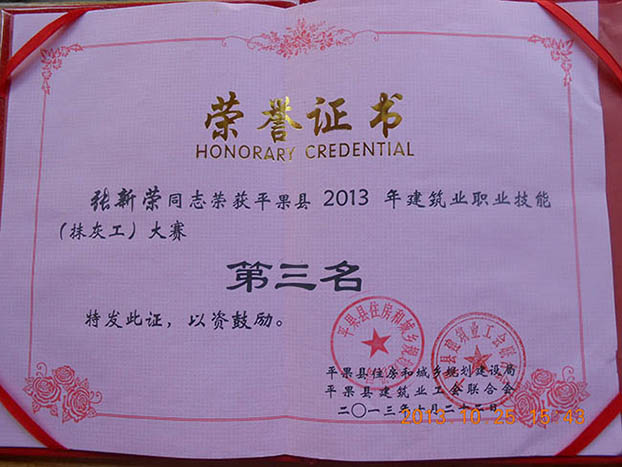 荣誉证书
HONORARY CREDENTIAL
张新荣同志荣获平果县 2013 年建筑业职业技能
（抹灰工）大赛
第三名
特发此证，以资鼓励。
平果县住房和城乡规划建设局
平果县建筑业工会联合会
二〇一三年
2013 10 25 15:43